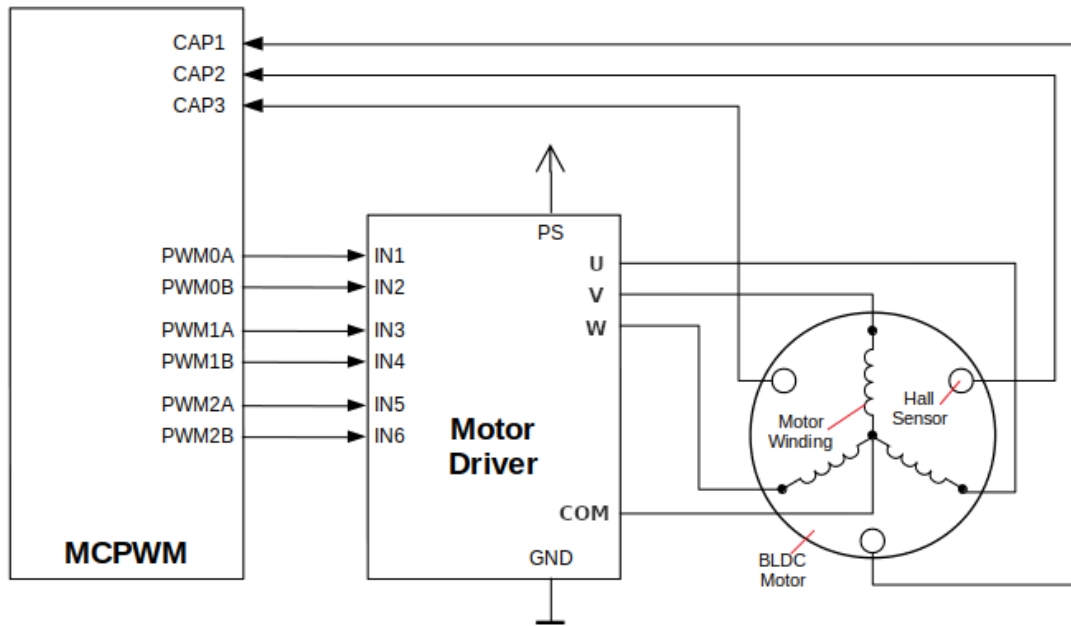 CAP1
CAP2
CAP3
PWM0A
PWM0B
PWM1A
PWM1B
PWM2A
PWM2B
MCPWM
PS
IN1
IN2
IN3
IN4
IN5
IN6
U
V
W
Motor
Driver
COM
GND
Hall
Sensor
Motor
Winding
BLDC
Motor